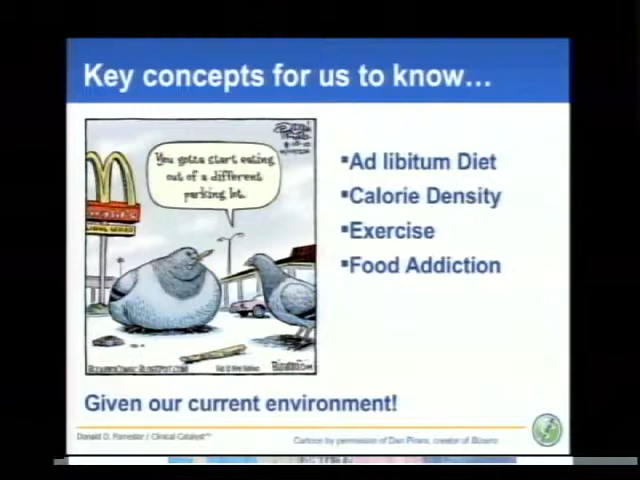 Key concepts for us to know…
You gotta start eating
out of a different
parking lot.
▪Ad libitum Diet
▪Calorie Density
▪Exercise
▪Food Addiction
Given our current environment!
Donald D. Forrester / Clinical Catalyst™
Cartoon by permission of Dan Piraro, creator of Bizarro